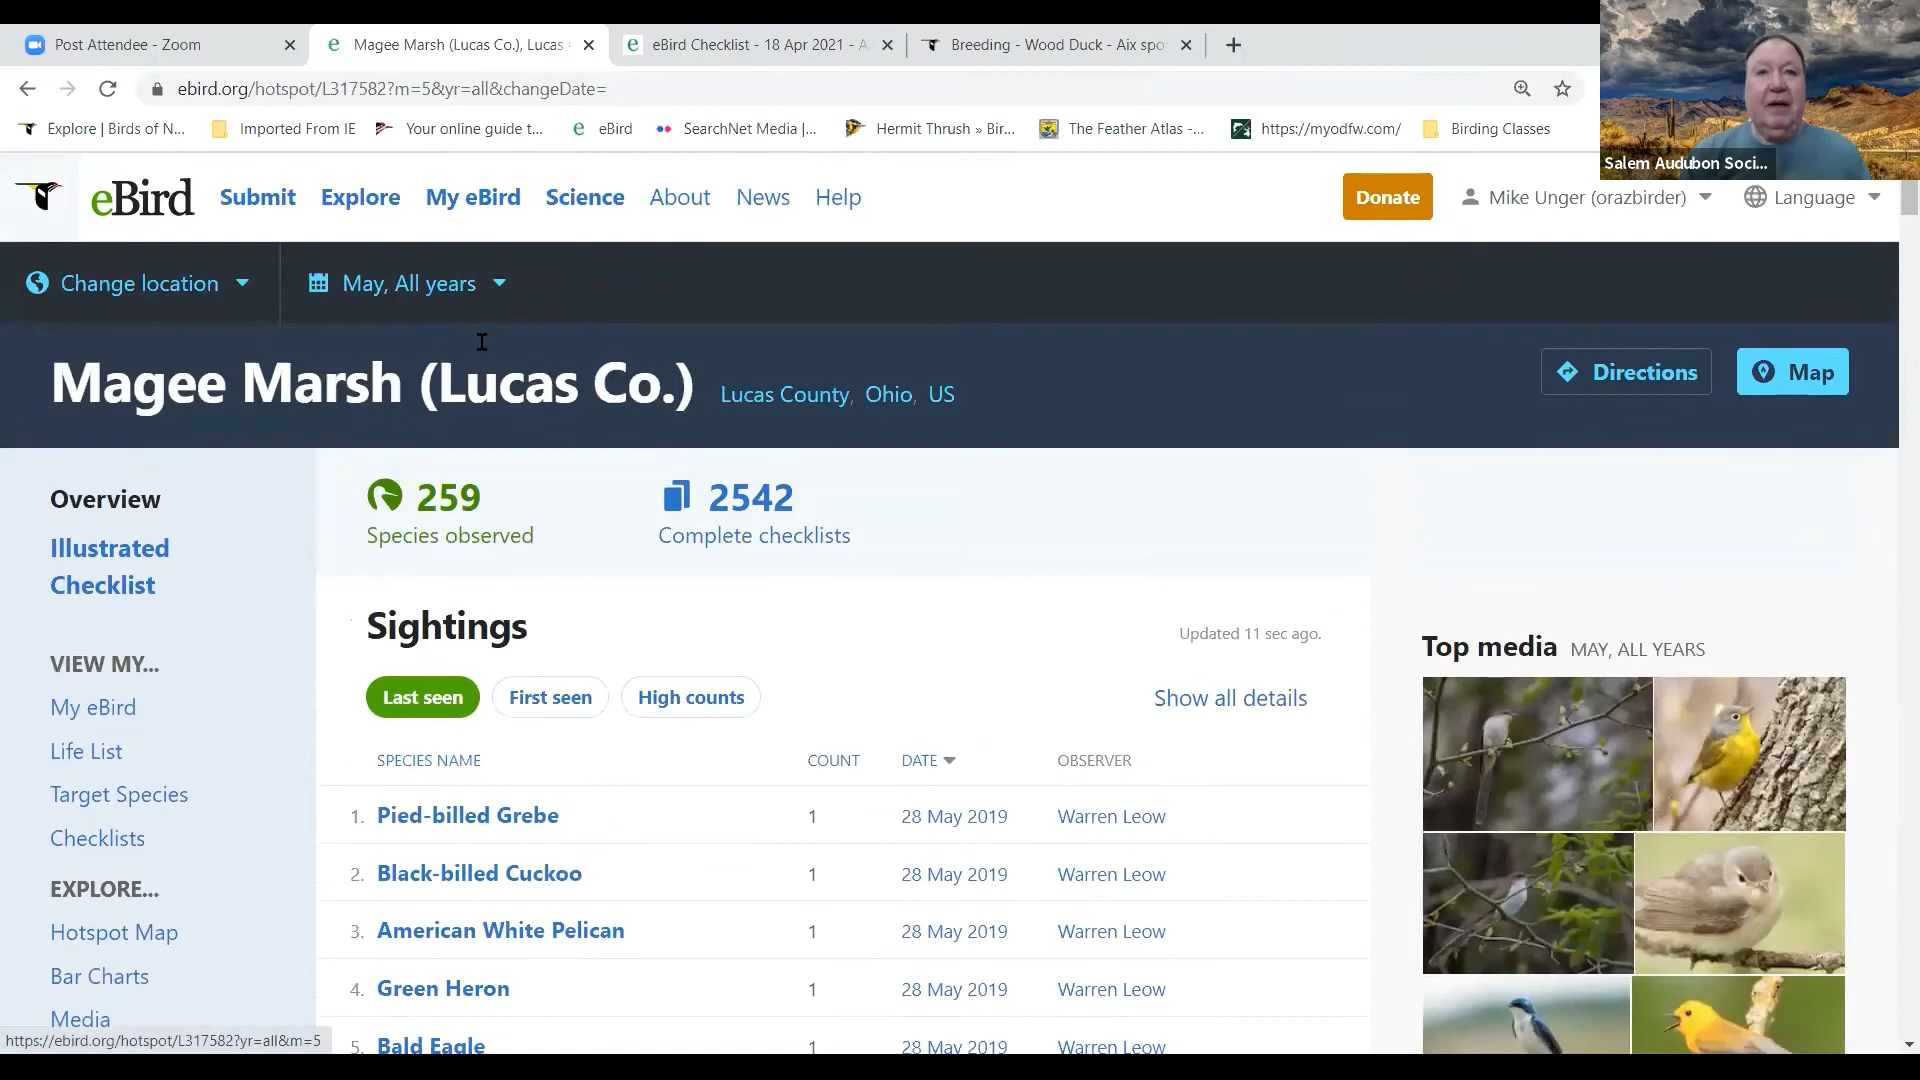 Post Attendee - Zoom
Magee Marsh (Lucas Co.), Lucas
eBird Checklist - 18 Apr 2021 - A
Breeding - Wood Duck - Aix spo
ebird.org/hotspot/L317582?m=5&yr=all&changeDate=
Explore | Birds of N...
Imported From IE
Your online guide t...
eBird
SearchNet Media |...
Hermit Thrush » Bir...
The Feather Atlas -...
https://myodfw.com/
Birding Classes
Salem Audubon Soci...
eBird
Submit
Explore
My eBird
Science
About
News
Help
Donate
Mike Unger (orazbirder)
Language
Change location
May, All years
Magee Marsh (Lucas Co.)
Lucas County, Ohio, US
Directions
Map
Overview
Illustrated
Checklist
VIEW MY...
My eBird
Life List
Target Species
Checklists
EXPLORE...
Hotspot Map
Bar Charts
Media
259
Species observed
2542
Complete checklists
Sightings
Updated 11 sec ago.
Last seen
First seen
High counts
Show all details
SPECIES NAME COUNT DATE OBSERVER
1. Pied-billed Grebe 1 28 May 2019 Warren Leow
2. Black-billed Cuckoo 1 28 May 2019 Warren Leow
3. American White Pelican 1 28 May 2019 Warren Leow
4. Green Heron 1 28 May 2019 Warren Leow
5. Bald Eagle 1 28 May 2019 Warren Leow
Top media MAY, ALL YEARS
https://ebird.org/hotspot/L317582?yr=all&m=5